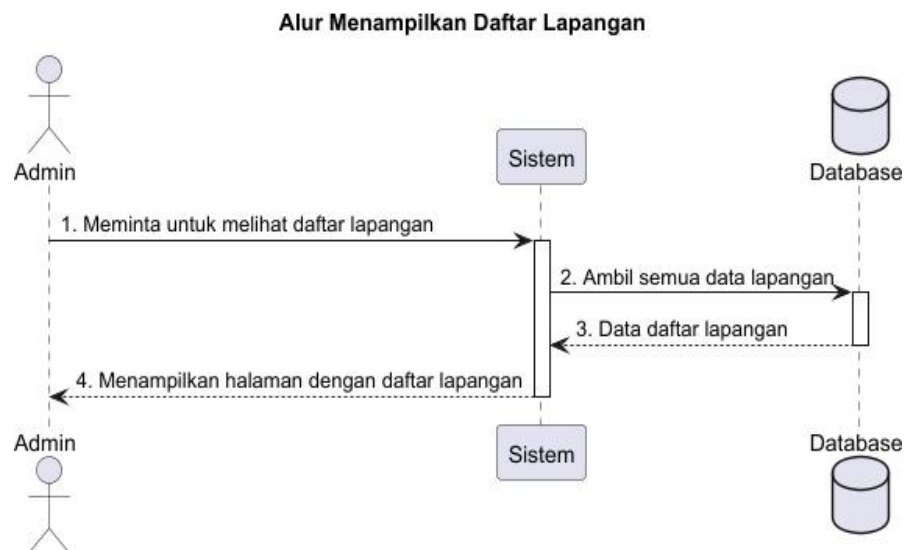 Alur Menampilkan Daftar Lapangan
Admin
Sistem
Database
1. Meminta untuk melihat daftar lapangan
2. Ambil semua data lapangan
3. Data daftar lapangan
4. Menampilkan halaman dengan daftar lapangan
Admin
Sistem
Database